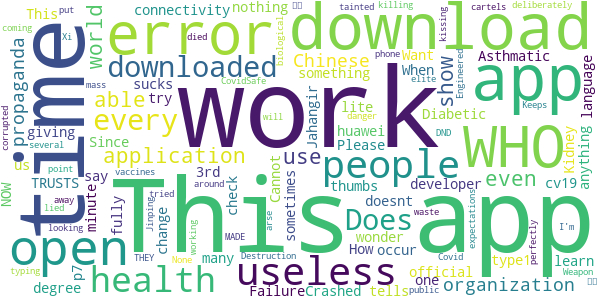 put
coming
Xi
This
propaganda
world
connectivity
nothing
sucks
died
error
downloaded
tainted
killing
cartels
deliberately
biological
CovidSafe
phone
kissing
elite
Engineered
Want
Chinese
something
When
download
Asthmatic
show
Keeps
language
time
corrupted
mass
able
every
try
Since
lite
huawei
Please
Jahangir
Diabetic
app
will
danger
DND
us
giving
application
work
WHO
Kidney
anything
NOW
TRUSTS
several
say
minute
point
vaccines
3rd
check
use
sometimes
Cannot
people
thumbs
developer
even
cv19
away
lied
looking
fully
THEY
tried
around
change
Jinping
Does
doesnt
How
occur
wonder
official
type1
I'm
expectations
open
This
app
p7
many
None
working
arse
waste
perfectly
learn
degree
health
useless
one
organization
typing
MADE
Failure
Crashed
Destruction
tells
Covid
public
Weapon